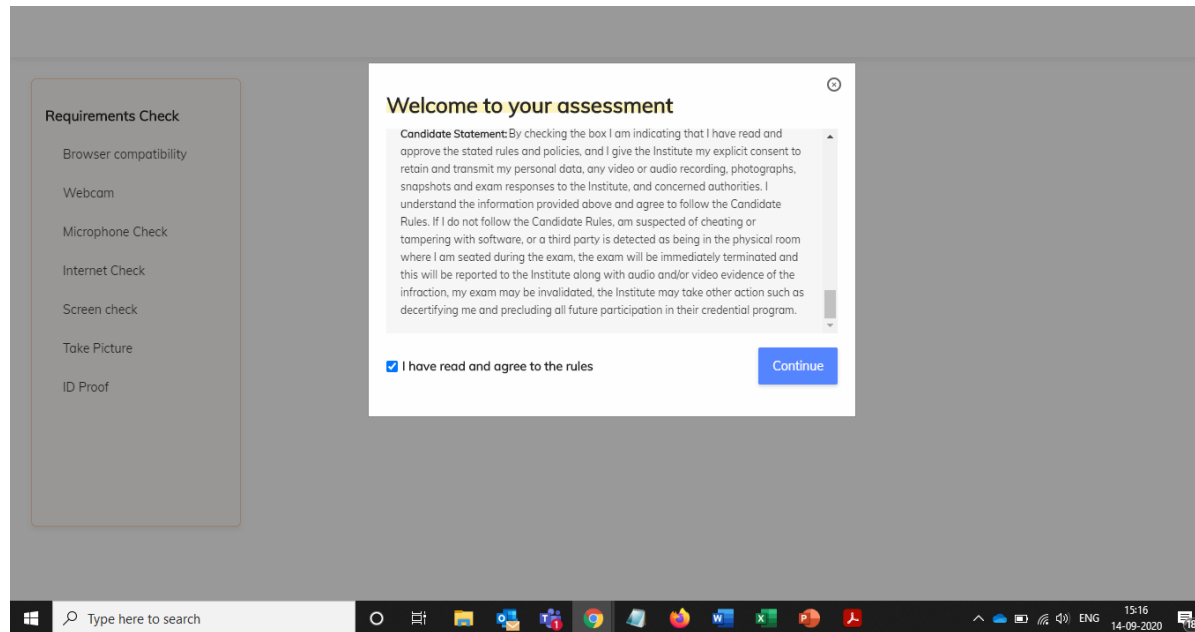 Requirements Check
Browser compatibility
Webcam
Microphone Check
Internet Check
Screen check
Take Picture
ID Proof
Welcome to your assessment
Candidate Statement: By checking the box I am indicating that I have read and
approve the stated rules and policies, and I give the Institute my explicit consent to
retain and transmit my personal data, any video or audio recording, photographs,
snapshots and exam responses to the Institute, and concerned authorities. I
understand the information provided above and agree to follow the Candidate
Rules. If I do not follow the Candidate Rules, am suspected of cheating or
tampering with software, or a third party is detected as being in the physical room
where I am seated during the exam, the exam will be immediately terminated and
this will be reported to the Institute along with audio and/or video evidence of the
infraction, my exam may be invalidated, the Institute may take other action such as
decertifying me and precluding all future participation in their credential program.
I have read and agree to the rules
Continue
Type here to search
ENG
15:16
14-09-2020
18